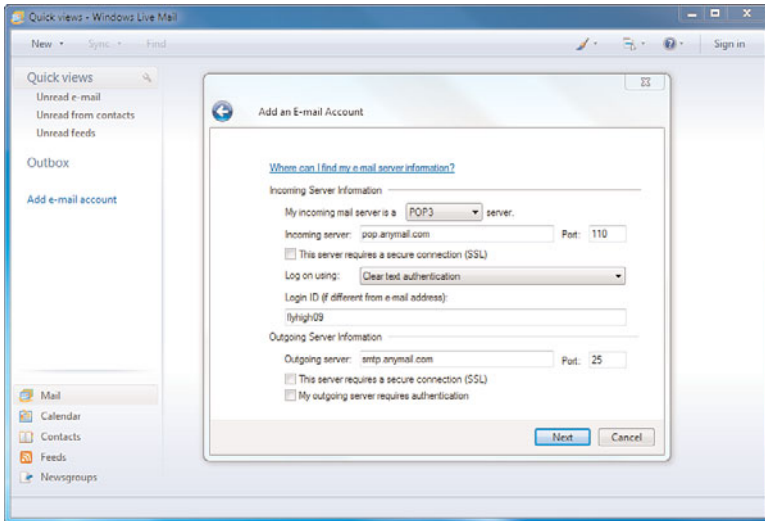 Quick views - Windows Live Mail
New Sync Find Sign in
Quick views
Unread e-mail
Unread from contacts
Unread feeds
Outbox
Add e-mail account
Mail
Calendar
Contacts
Feeds
Newsgroups
Add an E-mail Account
Where can I find my e-mail server information?
Incoming Server Information
My incoming mail server is a POP3 server.
Incoming server: pop.anymail.com Port: 110
This server requires a secure connection (SSL)
Log on using: Clear text authentication
Login ID (if different from e-mail address):
flyhigh09
Outgoing Server Information
Outgoing server: smtp.anymail.com Port: 25
This server requires a secure connection (SSL)
My outgoing server requires authentication
Next Cancel